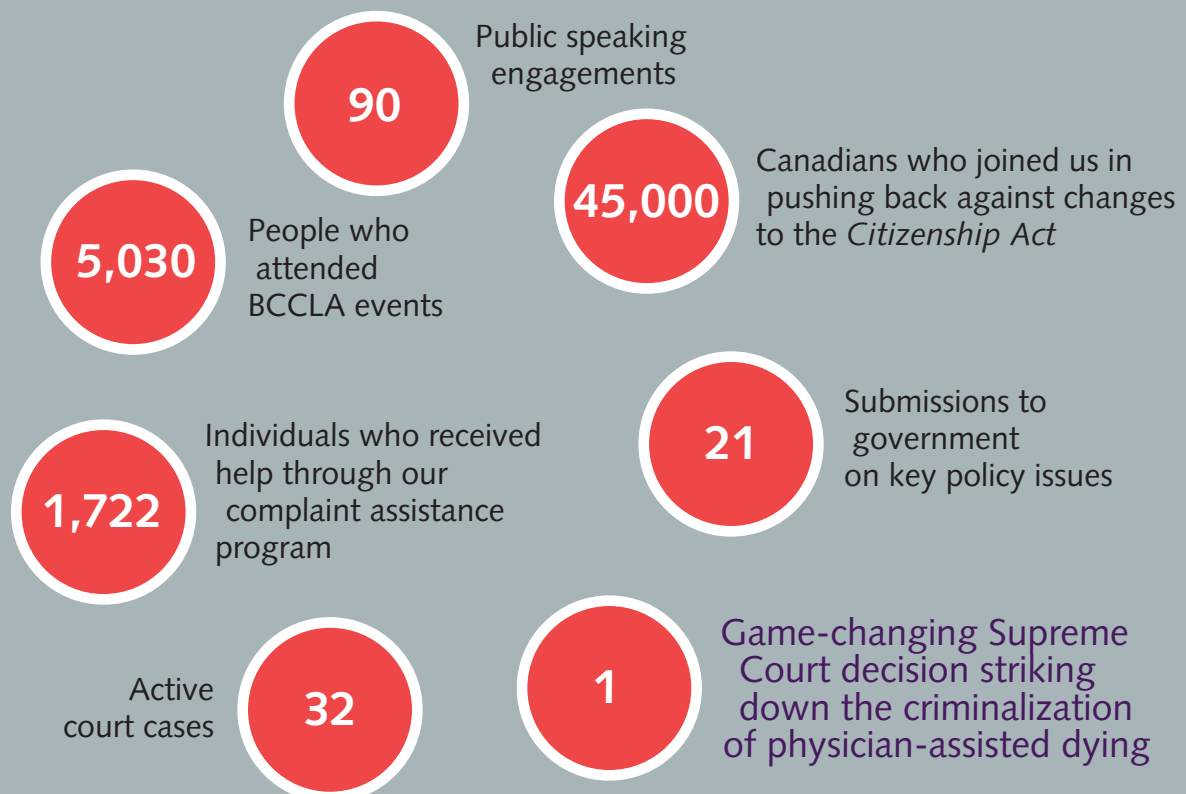 90
Public speaking
engagements
45,000
Canadians who joined us in
pushing back against changes
to the Citizenship Act
5,030
People who
attended
BCCLA events
21
Submissions to
government
on key policy issues
1,722
Individuals who received
help through our
complaint assistance
program
Active
court cases
32
1
Game-changing Supreme
Court decision striking
down the criminalization
of physician-assisted dying